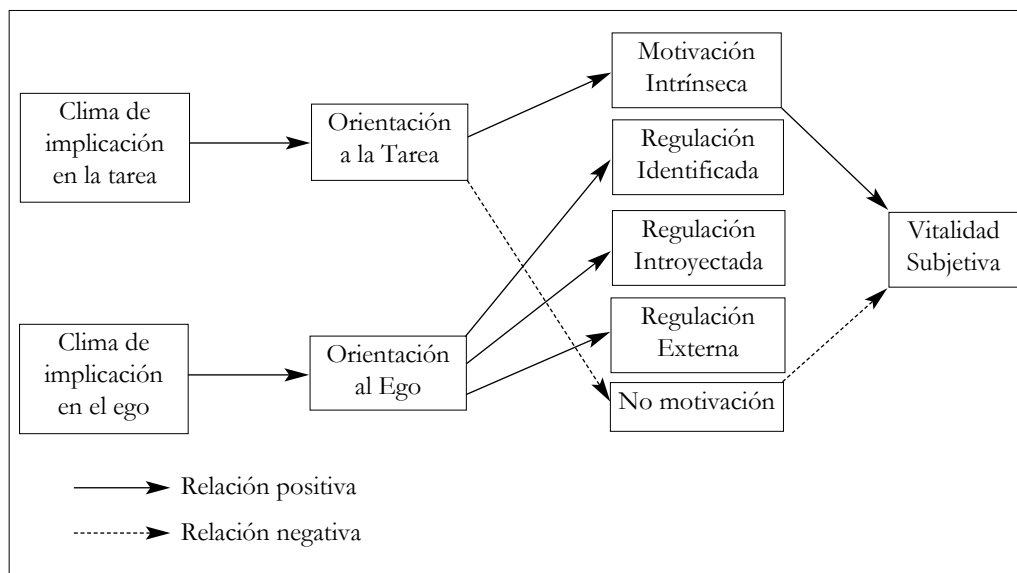 Clima de
implicación
en la tarea
Orientación
a la Tarea
Motivación
Intrínseca
Regulación
Identificada
Regulación
Introyectada
Vitalidad
Subjetiva
Clima de
implicación
en el ego
Orientación
al Ego
Regulación
Externa
No motivación
Relación positiva
Relación negativa